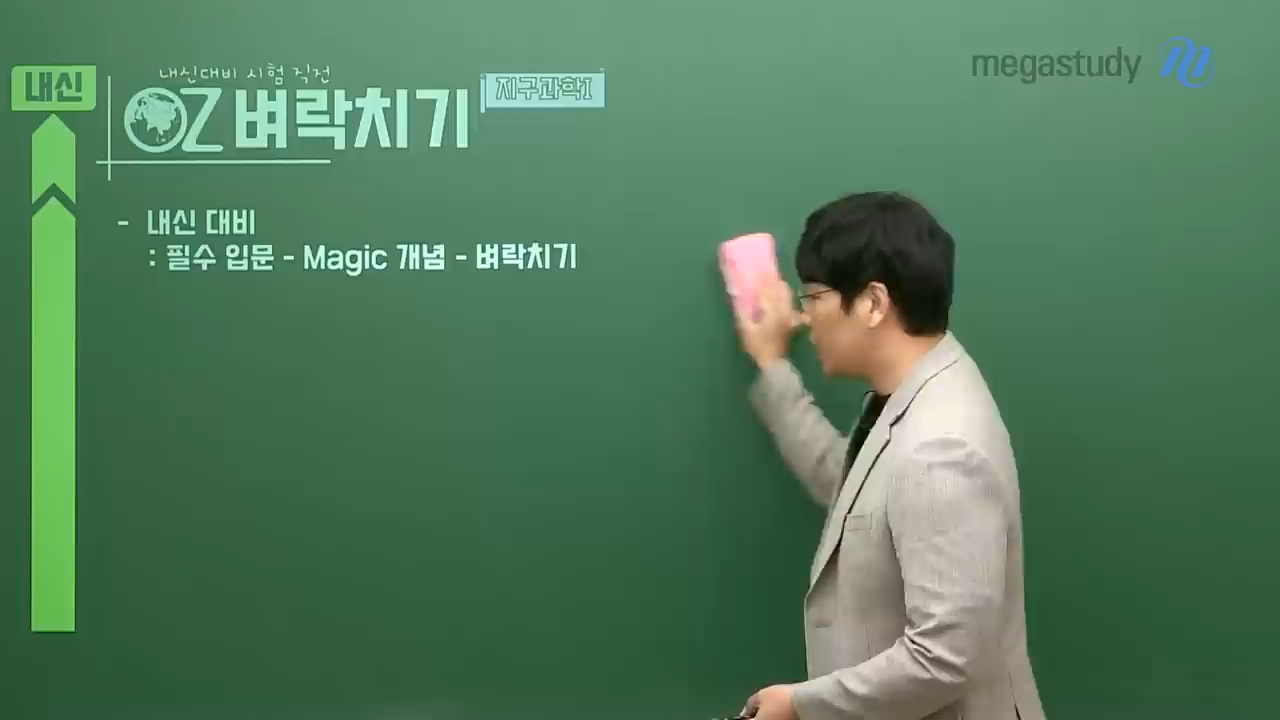 megastudy
내신
내신대비 시험 직전
OZ 벼락치기
지구과학I
- 내신 대비
: 필수 입문 - Magic 개념 - 벼락치기